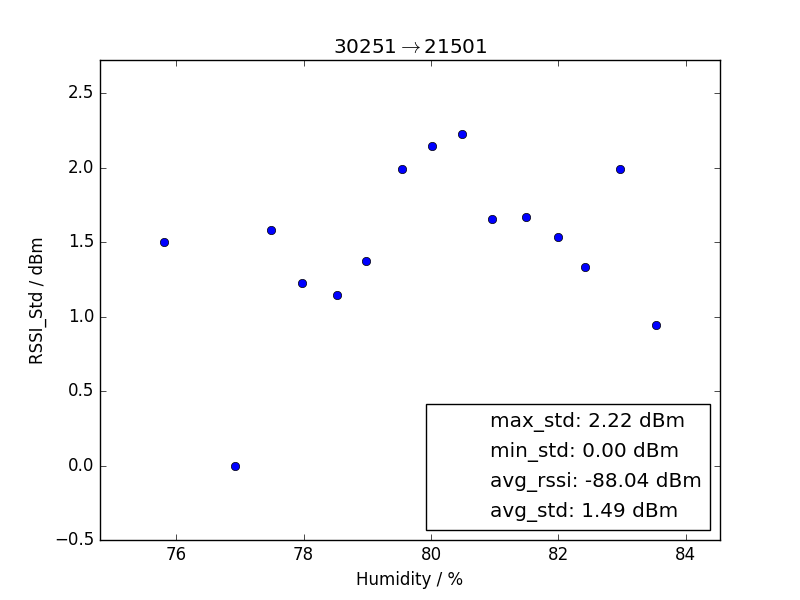 30251→21501
2.5
2.0
1.5
1.0
0.5
0.0
−0.5
RSSI_Std / dBm
max_std: 2.22 dBm
min_std: 0.00 dBm
avg_rssi: -88.04 dBm
avg_std: 1.49 dBm
76 78 80 82 84
Humidity / %